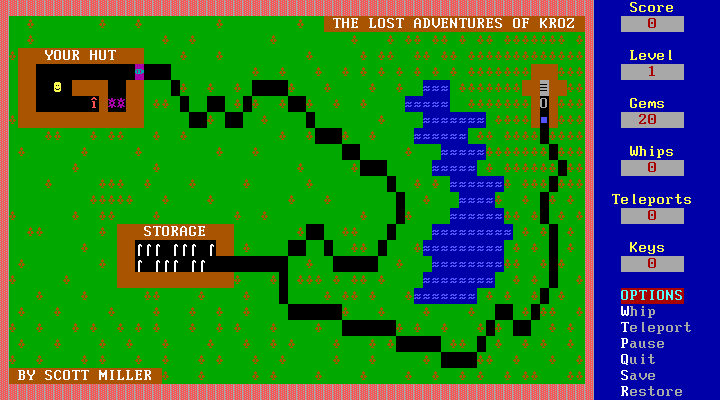 THE LOST ADVENTURES OF KROZ
YOUR HUT
STORAGE
BY SCOTT MILLER
Score
0
Level
1
Gems
20
Whips
0
Teleports
0
Keys
0
OPTIONS
Whip
Teleport
Pause
Quit
Save
Restore